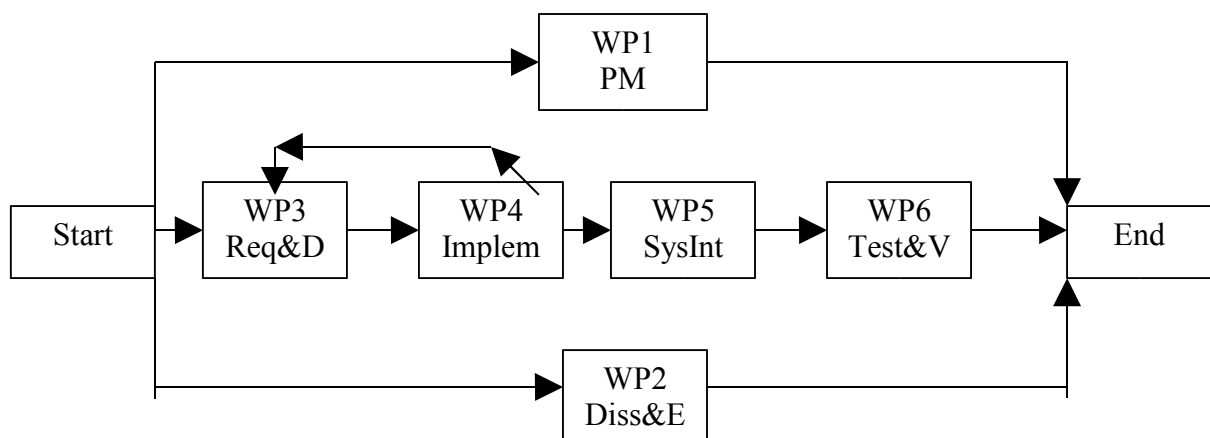 WP1
PM
Start
WP3
Req&D
WP4
Implem
WP5
SysInt
WP6
Test&V
End
WP2
Diss&E